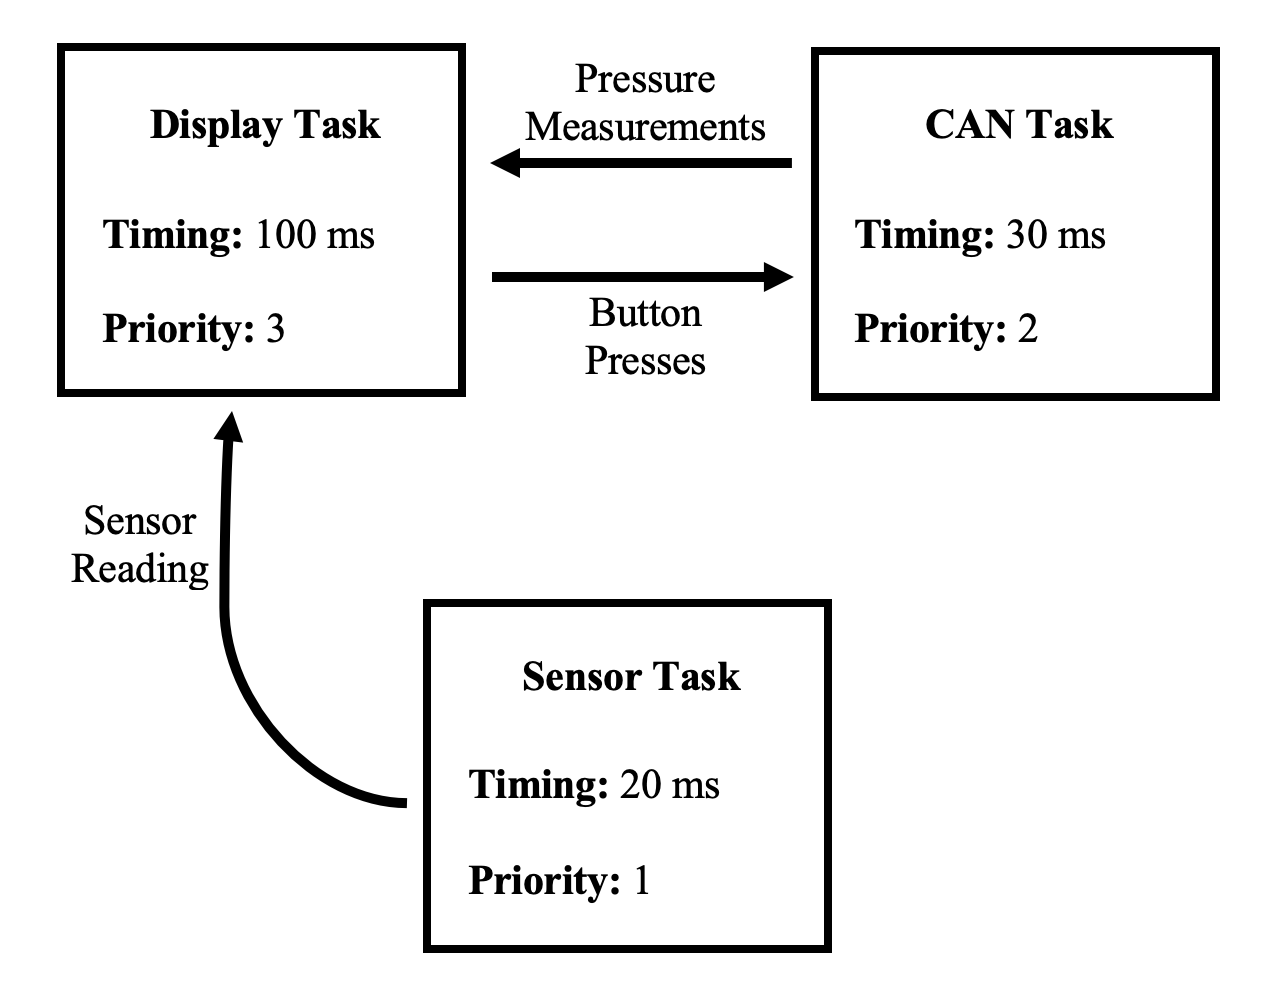 Display Task
Timing: 100 ms
Priority: 3
Pressure
Measurements
Button
Presses
CAN Task
Timing: 30 ms
Priority: 2
Sensor
Reading
Sensor Task
Timing: 20 ms
Priority: 1